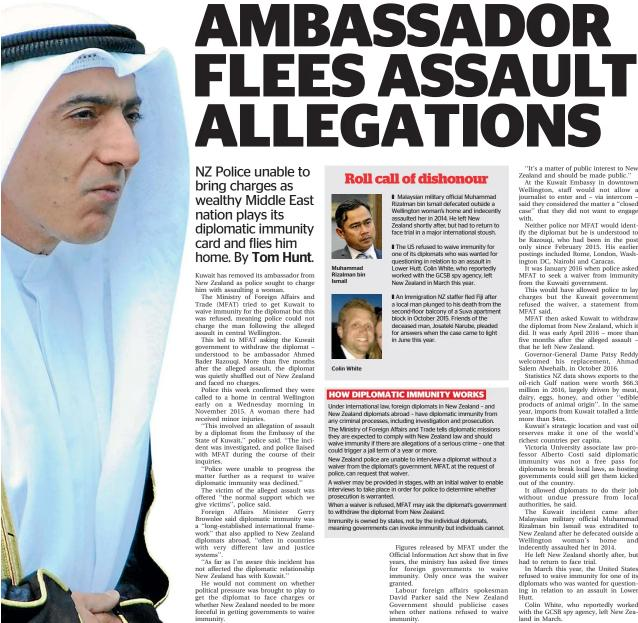 AMBASSADOR
FLEES ASSAULT
ALLEGATIONS
NZ Police unable to
bring charges as
wealthy Middle East
nation plays its
diplomatic immunity
card and flies him
home. By Tom Hunt.
Kuwait has removed its ambassador from
New Zealand as police sought to charge
him with assaulting a woman.
The Ministry of Foreign Affairs and
Trade (MFAT) tried to get Kuwait to
waive immunity for the diplomat but this
was refused, meaning police could not
charge the man following the alleged
assault in central Wellington.
This led to MFAT asking the Kuwait
government to withdraw the diplomat –
understood to be ambassador Ahmed
Bader Razouqi. More than five months
after the alleged assault, the diplomat
was quietly shuffled out of New Zealand
and faced no charges.
Police this week confirmed they were
called to a home in central Wellington
early on a Wednesday morning in
November 2015. A woman there had
received minor injuries.
"This involved an allegation of assault
by a diplomat from the Embassy of the
State of Kuwait," police said. "The inci-
dent was investigated, and police liaised
with MFAT during the course of their
inquiries.
"Police were unable to progress the
matter further as a request to waive
diplomatic immunity was declined."
The victim of the alleged assault was
offered "the normal support which we
give victims", police said.
Foreign Affairs Minister Gerry
Brownlee said diplomatic immunity was
a "long-established international frame-
work" that also applied to New Zealand
diplomats abroad, "often in countries
with very different law and justice
systems".
"As far as I'm aware this incident has
not affected the diplomatic relationship
New Zealand has with Kuwait."
He would not comment on whether
political pressure was brought to play to
get the diplomat to face charges or
whether New Zealand needed to be more
forceful in getting governments to waive
immunity.
Roll call of dishonour
Muhammad
Rizalman bin
Ismail
Malaysian military official Muhammad
Rizalman bin Ismail defecated outside a
Wellington woman's home and indecently
assaulted her in 2014. He left New
Zealand shortly after, but had to return to
face trial in a major international stoush.
The US refused to waive immunity for
one of its diplomats who was wanted for
questioning in relation to an assault in
Lower Hutt. Colin White, who reportedly
worked with the GCSB spy agency, left
New Zealand in March this year.
Colin White
An Immigration NZ staffer fled Fiji after
a local man plunged to his death from the
second-floor balcony of a Suva apartment
block in October 2015. Friends of the
deceased man, Josateki Narube, pleaded
for answers when the case came to light
in June this year.
HOW DIPLOMATIC IMMUNITY WORKS
Under international law, foreign diplomats in New Zealand – and
New Zealand diplomats abroad – have diplomatic immunity from
any criminal processes, including investigation and prosecution.
The Ministry of Foreign Affairs and Trade tells diplomatic missions
they are expected to comply with New Zealand law and should
waive immunity if there are allegations of a serious crime – one that
could trigger a jail term of a year or more.
New Zealand police are unable to interview a diplomat without a
waiver from the diplomat's government. MFAT, at the request of
police, can request that waiver.
A waiver may be provided in stages, with an initial waiver to enable
interviews to take place in order for police to determine whether
prosecution is warranted.
When a waiver is refused, MFAT may ask the diplomat's government
to withdraw the diplomat from New Zealand.
Immunity is owned by states, not by the individual diplomats,
meaning governments can invoke immunity but individuals cannot.
Figures released by MFAT under the
Official Information Act show that in five
years, the ministry has asked five times
for foreign governments to waive
immunity. Only once was the waiver
granted.
Labour foreign affairs spokesman
David Parker said the New Zealand
Government should publicise cases
when other nations refused to waive
immunity.
"It's a matter of public interest to New
Zealand and should be made public."
At the Kuwait Embassy in downtown
Wellington, staff would not allow a
journalist to enter and – via intercom –
said they considered the matter a "closed
case" that they did not want to engage
with.
Neither police nor MFAT would ident-
ify the diplomat but he is understood to
be Razouqi, who had been in the post
only since February 2015. His earlier
postings included Rome, London, Wash-
ington DC, Nairobi and Caracas.
It was January 2016 when police asked
MFAT to seek a waiver from immunity
from the Kuwait government.
This would have allowed police to lay
charges but the Kuwait government
refused the waiver, a statement from
MFAT said.
MFAT then asked Kuwait to withdraw
the diplomat from New Zealand, which it
did. It was early April 2016 – more than
five months after the alleged assault –
that he left New Zealand.
Governor-General Dame Patsy Reddy
welcomed his replacement, Ahmad
Salem Alwehaib, in October 2016.
Statistics NZ data shows exports to the
oil-rich Gulf nation were worth $66.3
million in 2016, largely driven by meat,
dairy, eggs, honey, and other "edible
products of animal origin". In the same
year, imports from Kuwait totalled a little
more than $4m.
Kuwait's strategic location and vast oil
reserves make it one of the world's
richest countries per capita.
Victoria University associate law pro-
fessor Alberto Costi said diplomatic
immunity was not a free pass for
diplomats to break local laws, as hosting
governments could still get them kicked
out of the country.
It allowed diplomats to do their job
without undue pressure from local
authorities, he said.
The Kuwait incident came after
Malaysian military official Muhammad
Rizalman bin Ismail was extradited to
New Zealand after he defecated outside a
Wellington woman's home and
indecently assaulted her in 2014.
He left New Zealand shortly after, but
had to return to face trial.
In March this year, the United States
refused to waive immunity for one of its
diplomats who was wanted for question-
ing in relation to an assault in Lower
Hutt.
Colin White, who reportedly worked
with the GCSB spy agency, left New Zea-
land in March.